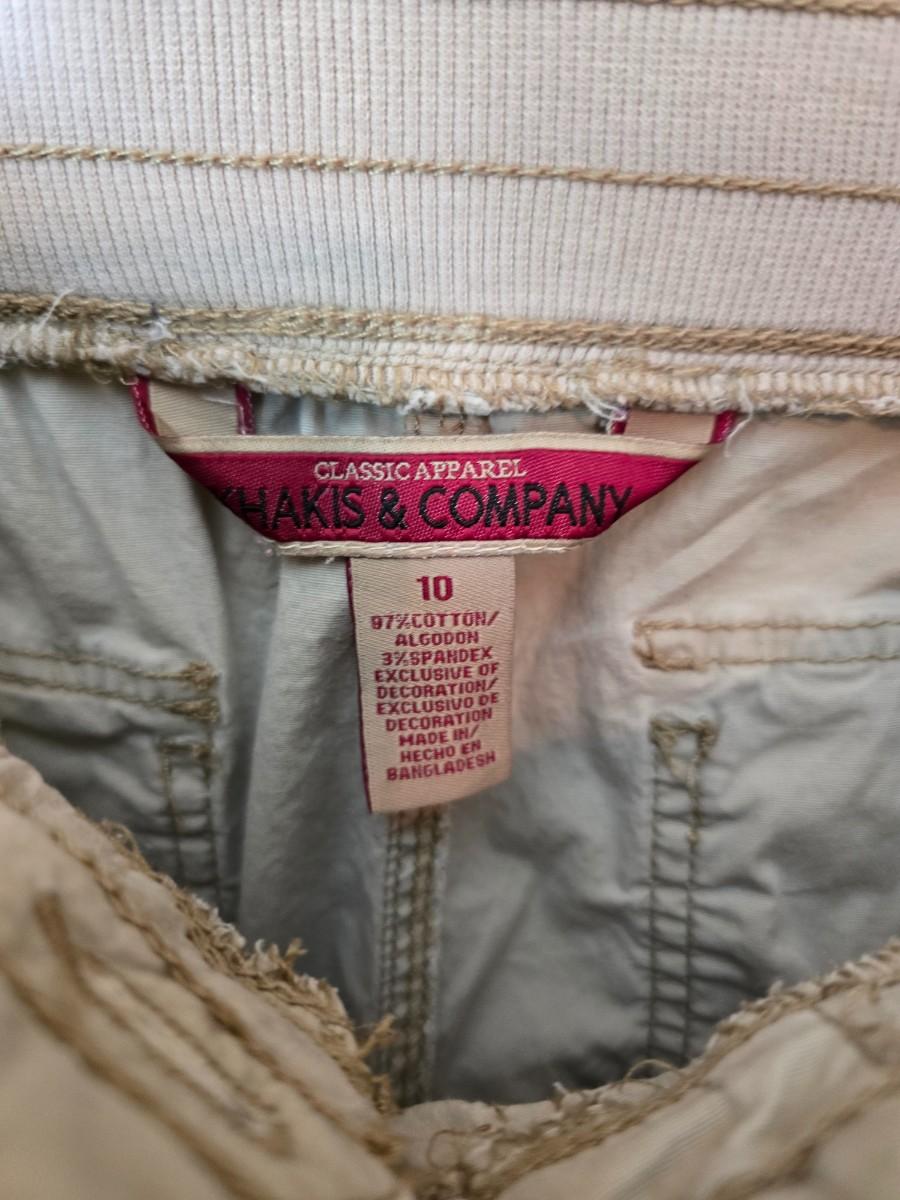 CLASSIC APPAREL
KHAKIS & COMPANY
10
97%COTTON/
ALGODON
3%SPANDEX
EXCLUSIVE OF
DECORATION/
EXCLUSIVO DE
DECORATION
MADE IN/
HECHO EN
BANGLADESH